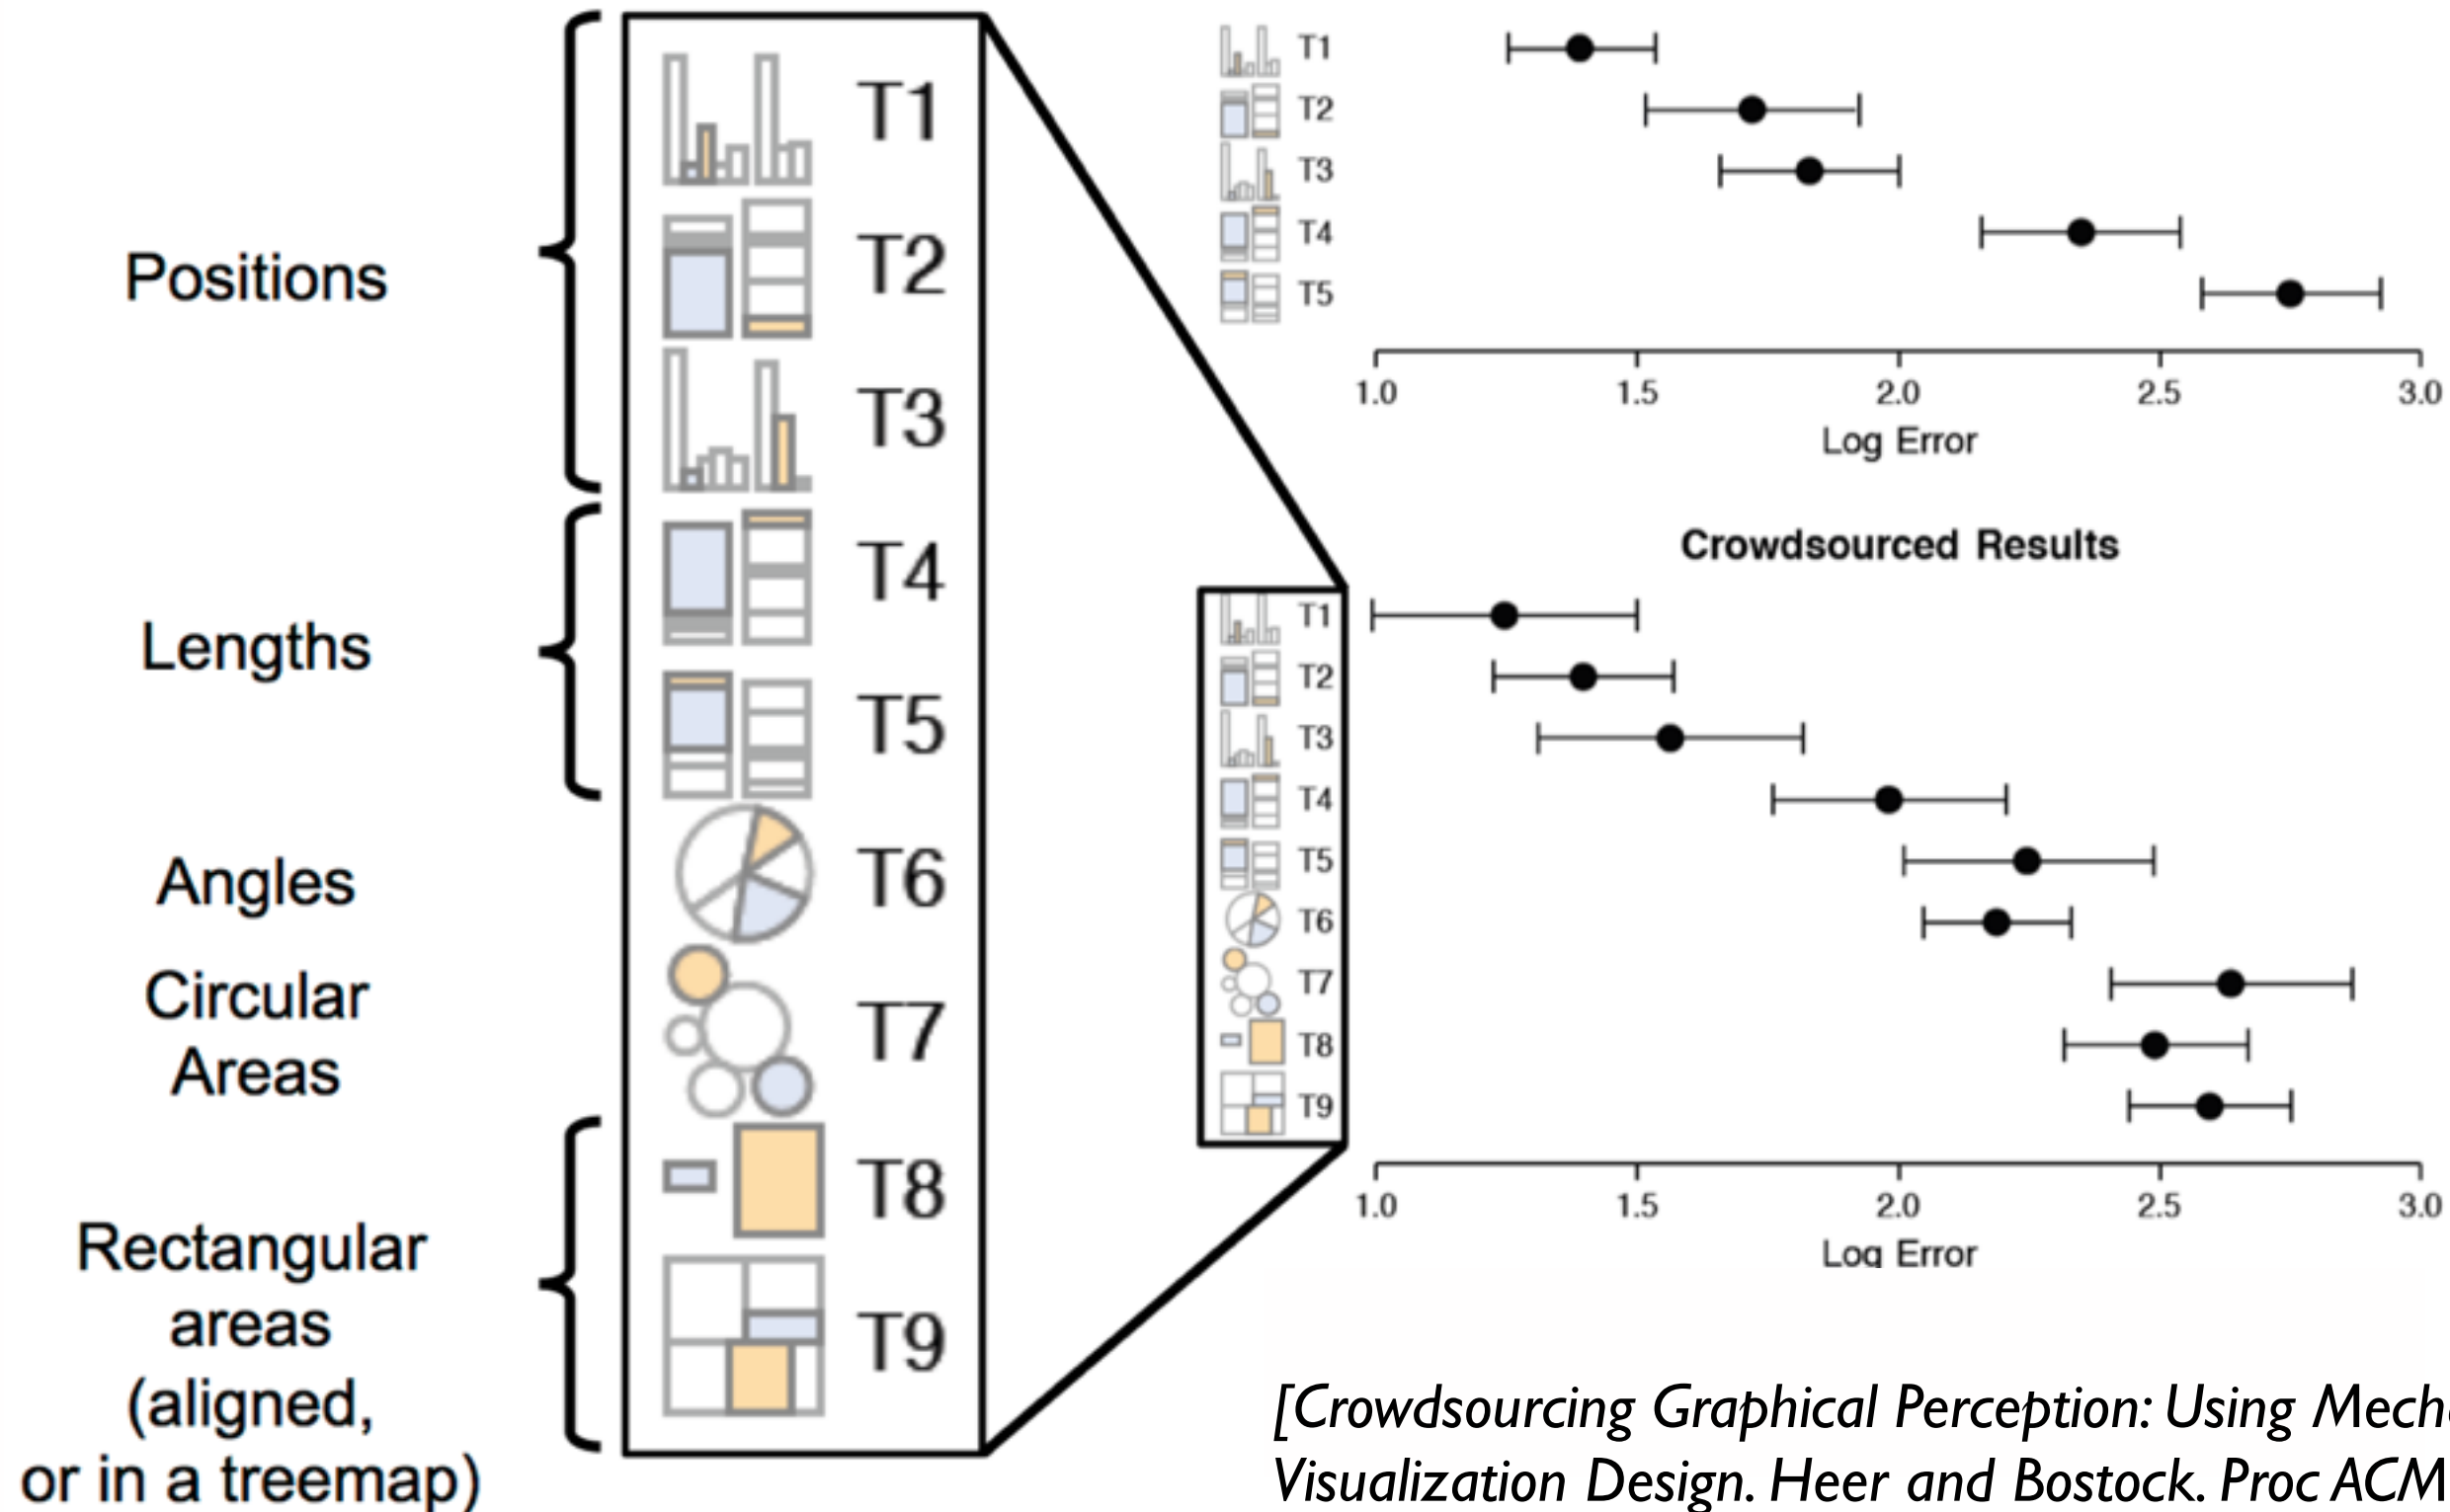 Positions
Lengths
Angles
Circular
Areas
Rectangular
areas
(aligned,
or in a treemap)
T1
T2
T3
T4
T5
T6
T7
T8
T9
T1
T2
T3
T4
T5
1.0 1.5 2.0 2.5 3.0
Log Error
Crowdsourced Results
T1
T2
T3
T4
T5
T6
T7
T8
T9
1.0 1.5 2.0 2.5 3.0
Log Error
[Crowdsourcing Graphical Perception: Using
Visualization Design. Heer and Bostock. Proc ACM